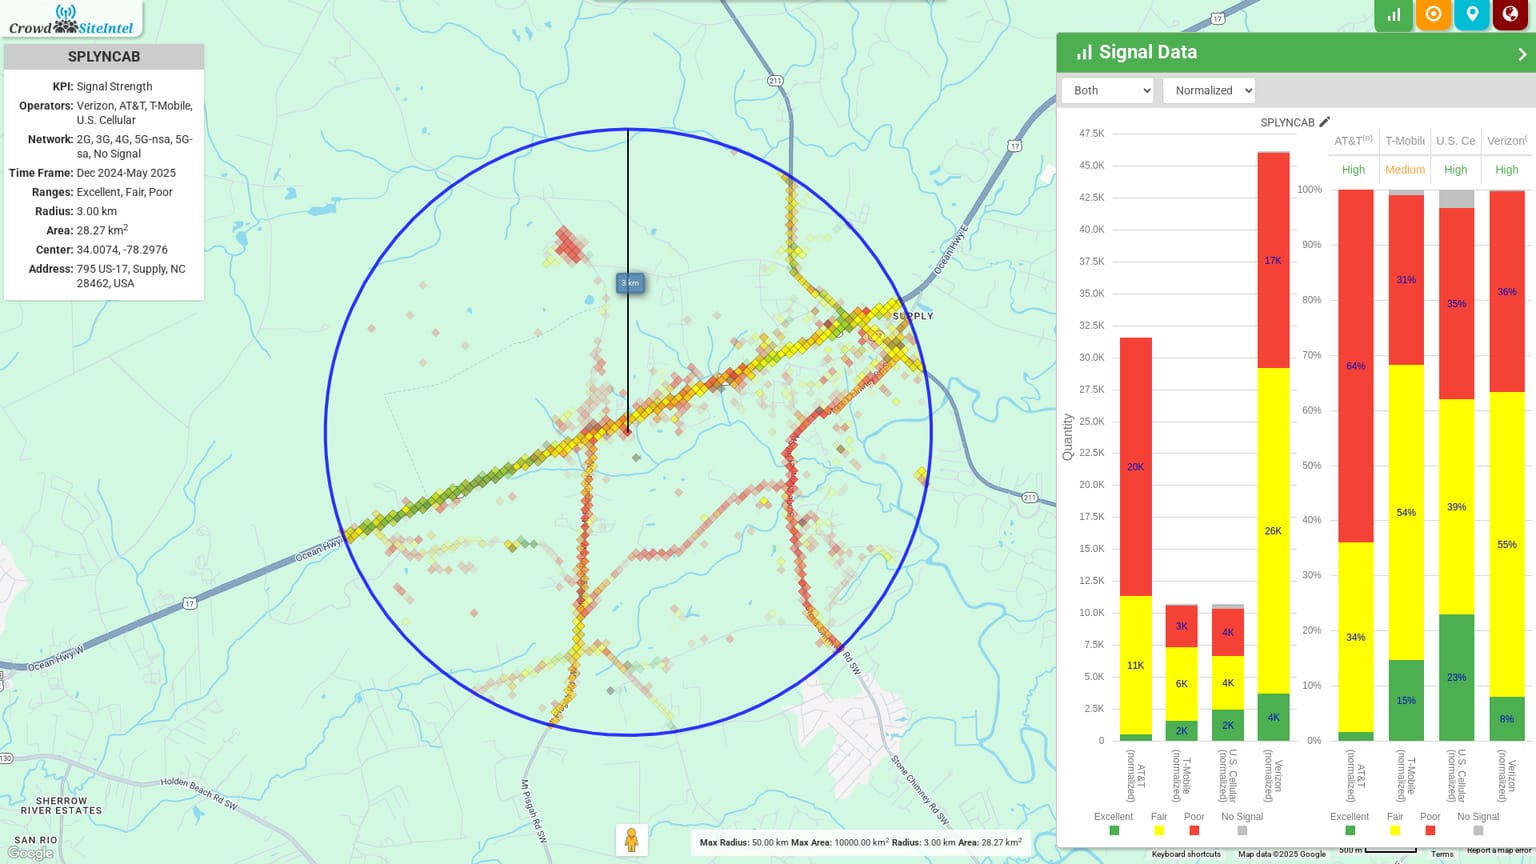 Crowd SiteIntel
SPLYNCAB
KPI: Signal Strength
Operators: Verizon, AT&T, T-Mobile,
U.S. Cellular
Network: 2G, 3G, 4G, 5G-nsa, 5G-
sa, No Signal
Time Frame: Dec 2024-May 2025
Ranges: Excellent, Fair, Poor
Radius: 3.00 km
Area: 28.27 km²
Center: 34.0074, -78.2976
Address: 795 US-17, Supply, NC
28462, USA
17
211
17
Ocean Hwy E
3 km
SUPPLY
211
Ocean Hwy
17
Ocean Hwy W
130
Holden Beach Rd SW
SHERROW
RIVER ESTATES
SAN RIO
Mt Pisgah Rd SW
Rd SW
Stone Chimney Rd SW
Google
Max Radius: 50.00 km Max Area: 10000.00 km² Radius: 3.00 km Area: 28.27 km²
Signal Data
Both
Normalized
SPLYNCAB
47.5K
45.0K
42.5K
40.0K
37.5K
35.0K
32.5K
30.0K
27.5K
25.0K
22.5K
20.0K
17.5K
15.0K
12.5K
10.0K
7.5K
5.0K
2.5K
0
Quantity
20K
11K
3K
6K
2K
4K
4K
2K
17K
26K
4K
AT&T (normalized)
T-Mobile (normalized)
U.S. Cellular (normalized)
Verizon (normalized)
Excellent Fair Poor No Signal
AT&T(n) T-Mobile U.S. Ce Verizon(
High Medium High High
100%
90%
80%
70%
60%
50%
40%
30%
20%
10%
0%
64%
34%
31%
54%
15%
35%
39%
23%
36%
55%
8%
AT&T (normalized)
T-Mobile (normalized)
U.S. Cellular (normalized)
Verizon (normalized)
Excellent Fair Poor No Signal
Keyboard shortcuts Map data ©2025 Google 500 m Terms Report a map error